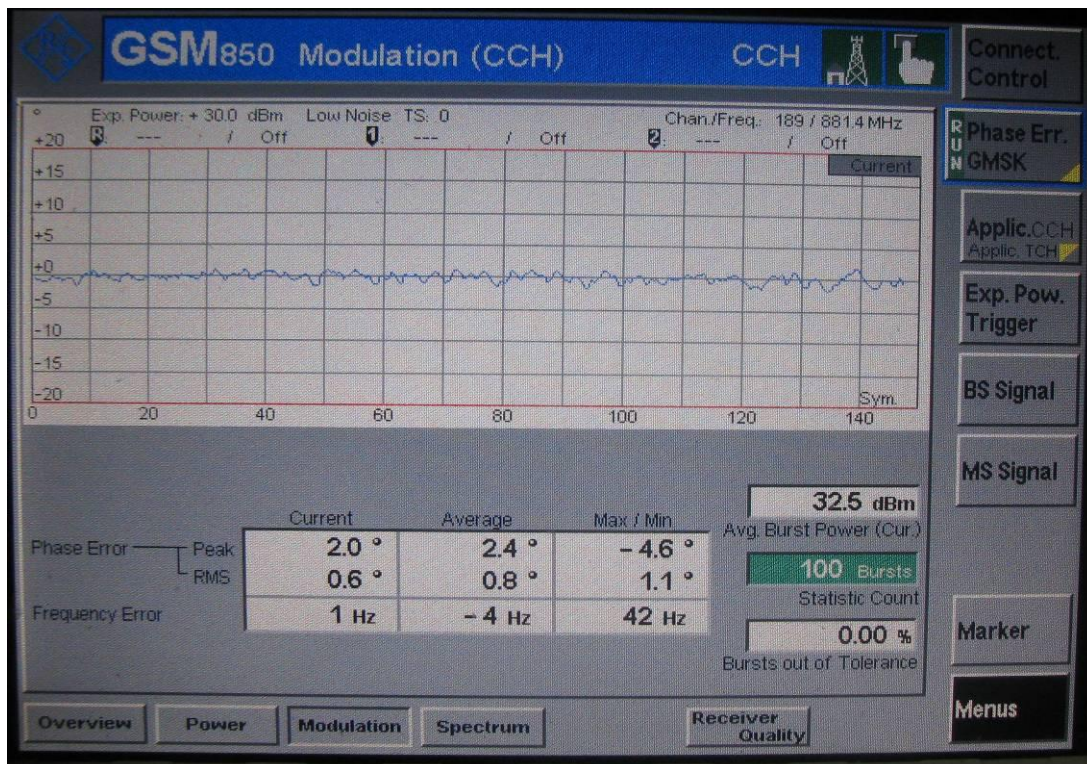 GSM850 Modulation (CCH) CCH
Connect. Control
° Exp. Power: + 30.0 dBm Low Noise TS: 0 Chan./Freq.: 189 / 881.4 MHz
R: --- / Off 1: --- / Off 2: --- / Off
Current
+20
+15
+10
+5
+0
-5
-10
-15
-20
Sym.
0 20 40 60 80 100 120 140
RUN
Phase Err.
GMSK
Applic.CCH
Applic. TCH
Exp. Pow.
Trigger
BS Signal
MS Signal
32.5 dBm
Avg. Burst Power (Cur.)
Current Average Max / Min
Phase Error Peak 2.0 ° 2.4 ° - 4.6 °
RMS 0.6 ° 0.8 ° 1.1 °
Frequency Error 1 Hz - 4 Hz 42 Hz
100 Bursts
Statistic Count
0.00 %
Bursts out of Tolerance
Marker
Menus
Overview Power Modulation Spectrum Receiver
Quality